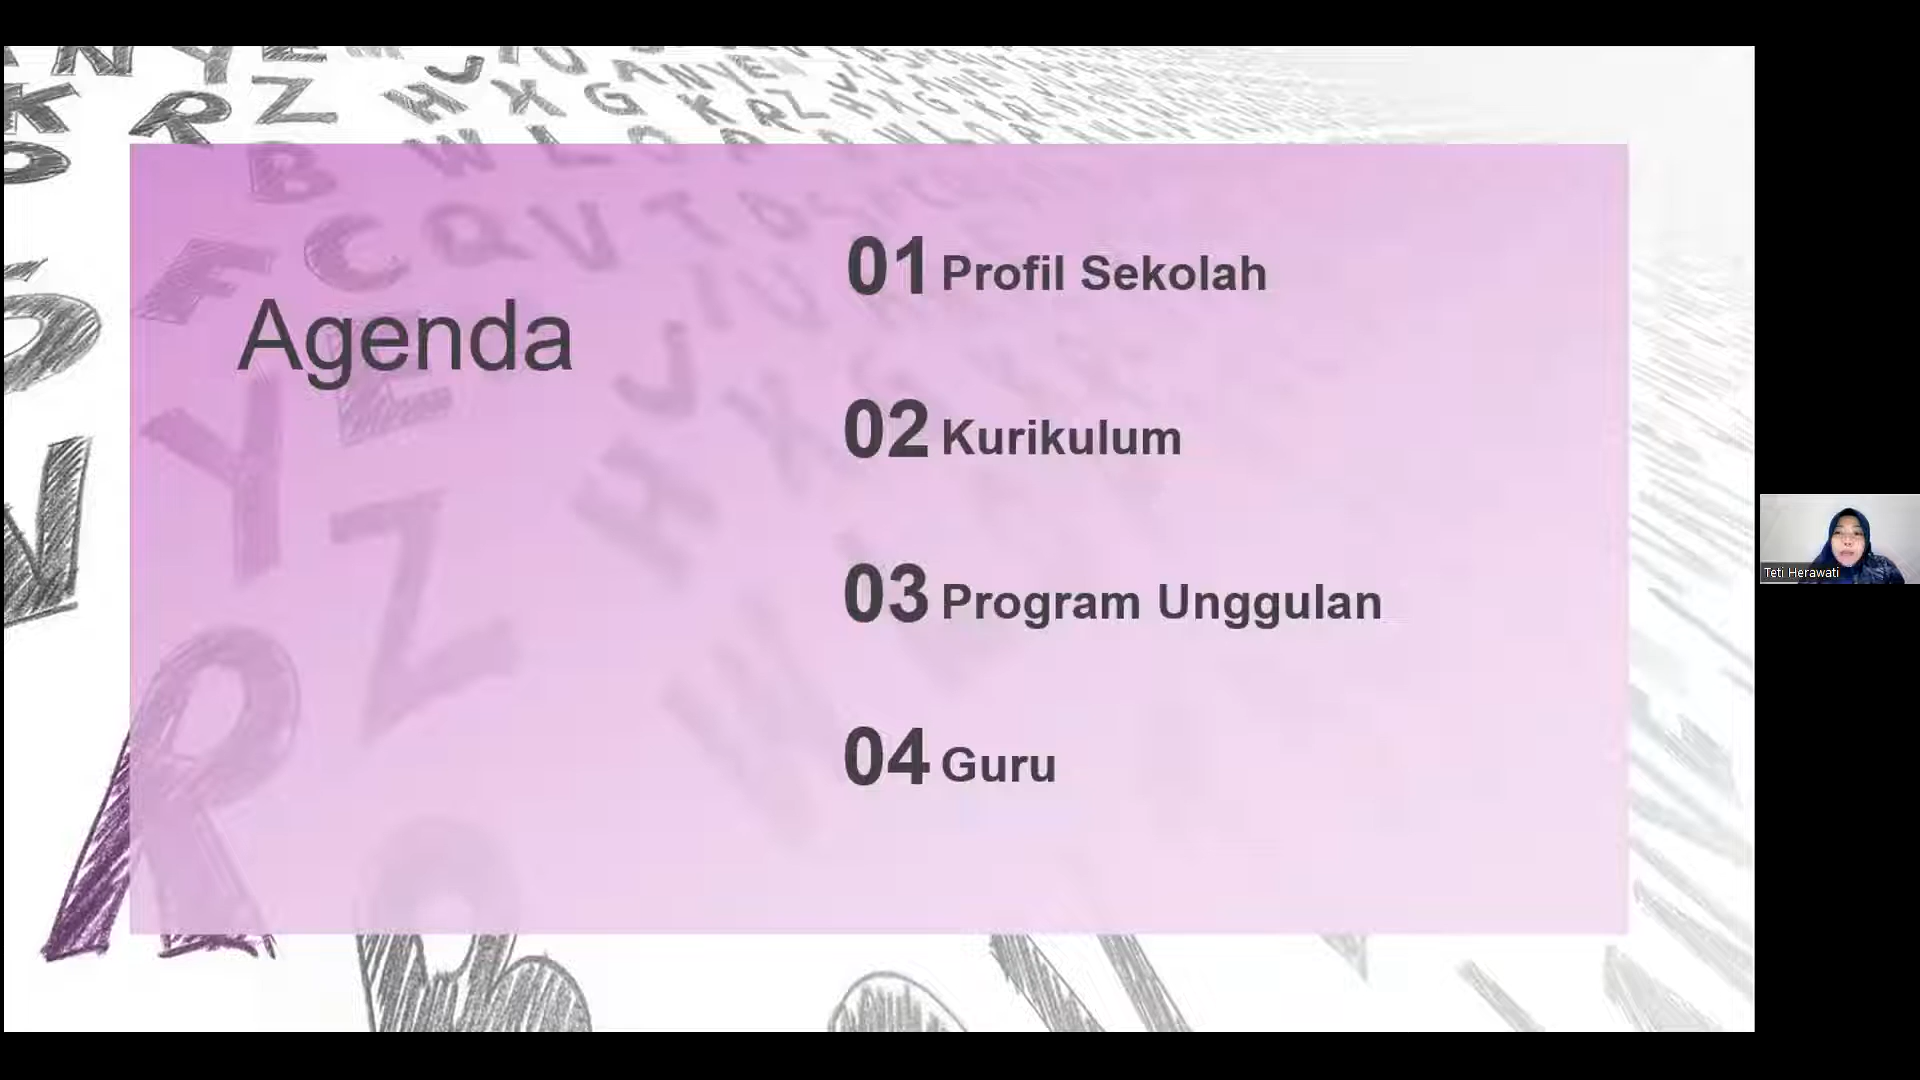 Agenda
01 Profil Sekolah
02 Kurikulum
03 Program Unggulan
04 Guru
Teti Herawati